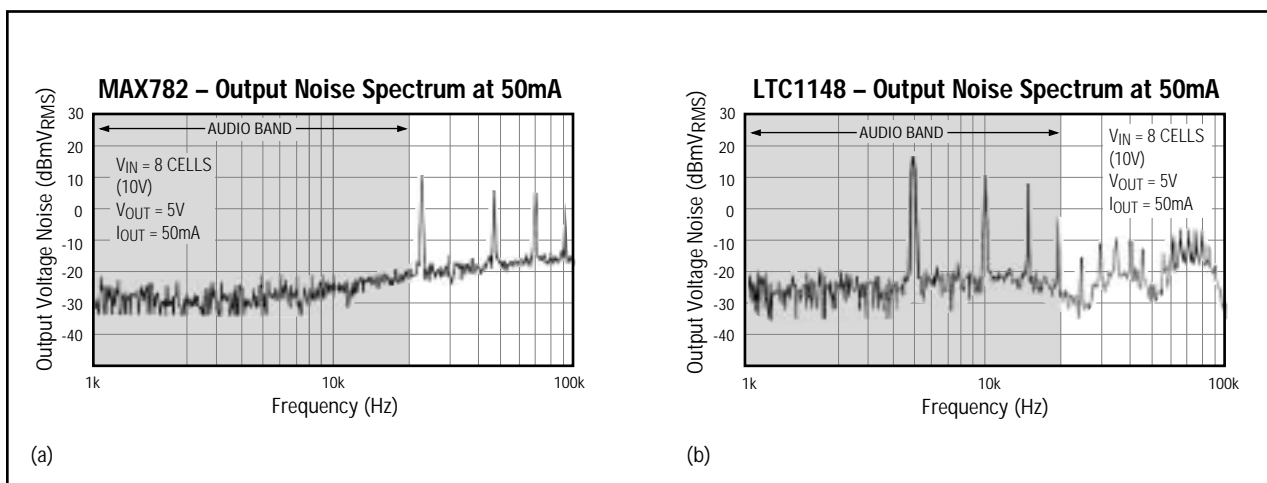 MAX782 – Output Noise Spectrum at 50mA
Output Voltage Noise (dBmVRMS)
30
20
10
0
-10
-20
-30
-40
AUDIO BAND
VIN = 8 CELLS
(10V)
VOUT = 5V
IOUT = 50mA
1k
10k
100k
Frequency (Hz)
(a)
LTC1148 – Output Noise Spectrum at 50mA
Output Voltage Noise (dBmVRMS)
30
20
10
0
-10
-20
-30
-40
AUDIO BAND
VIN = 8 CELLS
(10V)
VOUT = 5V
IOUT = 50mA
1k
10k
100k
Frequency (Hz)
(b)